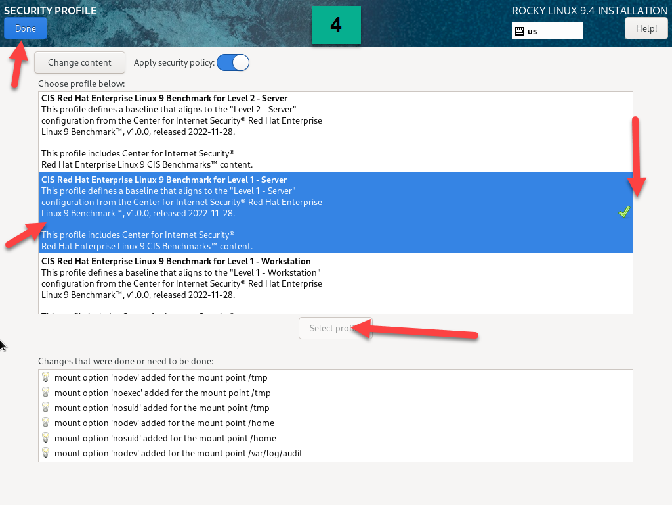 SECURITY PROFILE
ROCKY LINUX 9.4 INSTALLATION
Done
4
us
Help!
Change content
Apply security policy:
Choose profile below:
CIS Red Hat Enterprise Linux 9 Benchmark for Level 2 - Server
This profile defines a baseline that aligns to the "Level 2 - Server"
configuration from the Center for Internet Security® Red Hat Enterprise
Linux 9 Benchmark™, v1.0.0, released 2022-11-28.
This profile includes Center for Internet Security®
Red Hat Enterprise Linux 9 CIS Benchmarks™ content.
CIS Red Hat Enterprise Linux 9 Benchmark for Level 1 - Server
This profile defines a baseline that aligns to the "Level 1 - Server"
configuration from the Center for Internet Security® Red Hat Enterprise
Linux 9 Benchmark™, v1.0.0, released 2022-11-28.
This profile includes Center for Internet Security®
Red Hat Enterprise Linux 9 CIS Benchmarks™ content.
CIS Red Hat Enterprise Linux 9 Benchmark for Level 1 - Workstation
This profile defines a baseline that aligns to the "Level 1 - Workstation"
configuration from the Center for Internet Security® Red Hat Enterprise
Linux 9 Benchmark™, v1.0.0, released 2022-11-28.
Select
Changes that were done or need to be done:
mount option 'nodev' added for the mount point /tmp
mount option 'noexec' added for the mount point /tmp
mount option 'nosuid' added for the mount point /tmp
mount option 'nodev' added for the mount point /home
mount option 'nosuid' added for the mount point /home
mount option 'nodev' added for the mount point /var/log/audit